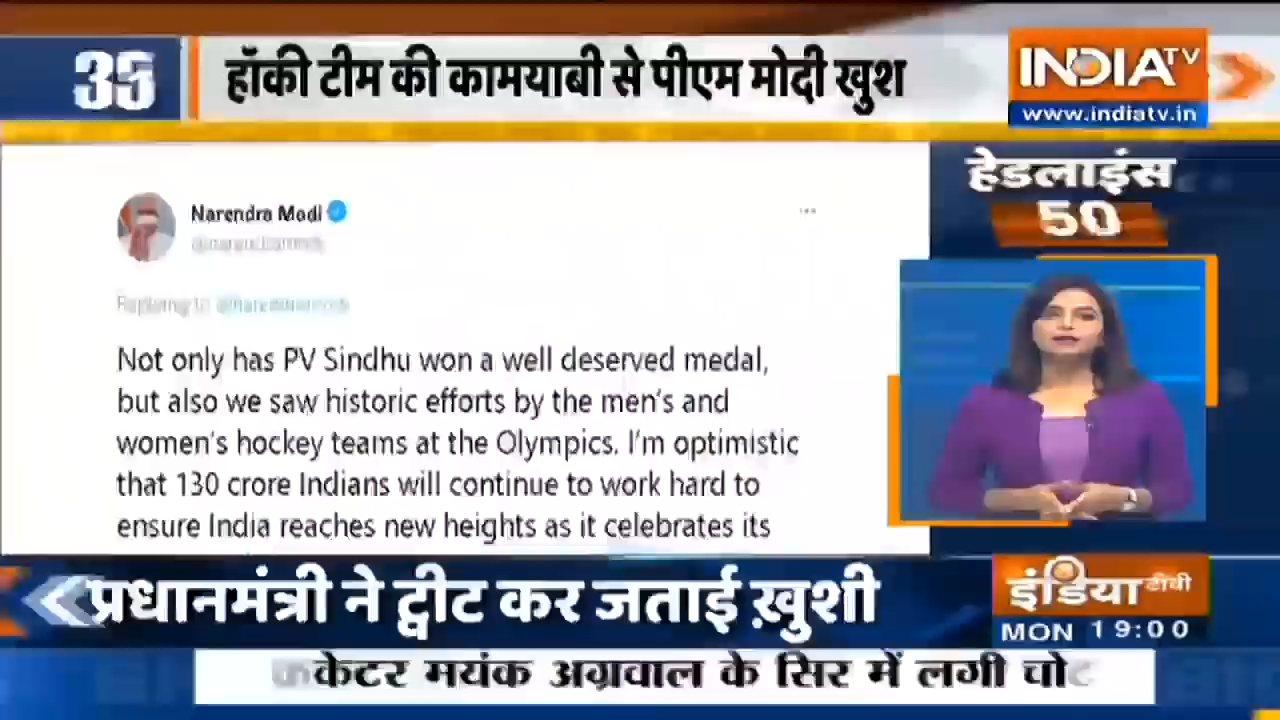 35
हॉकी टीम की कामयाबी से पीएम मोदी खुश
INDIA TV
www.indiatv.in
हेडलाइंस
50
Narendra Modi
Replying to
Not only has PV Sindhu won a well deserved medal,
but also we saw historic efforts by the men's and
women's hockey teams at the Olympics. I'm optimistic
that 130 crore Indians will continue to work hard to
ensure India reaches new heights as it celebrates its
प्रधानमंत्री ने ट्वीट कर जताई ख़ुशी
इंडिया टीवी
MON 19:00
मयंक अग्रवाल के सिर में लगी